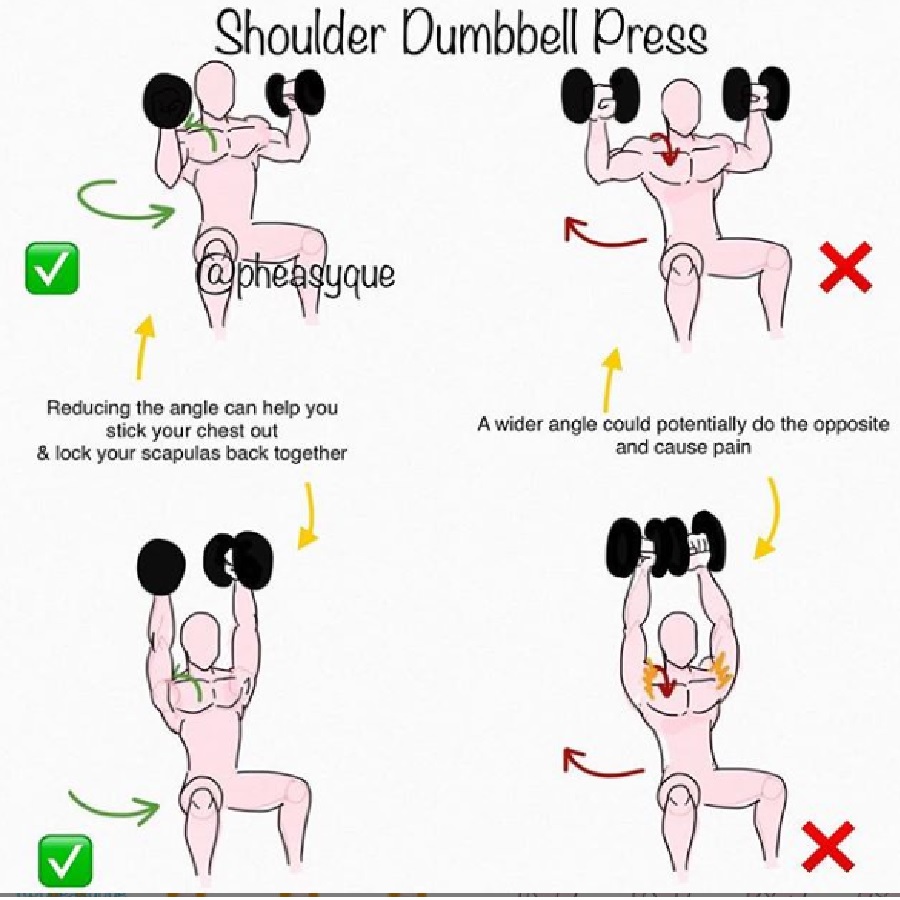 Shoulder Dumbbell Press
@pheasyque
Reducing the angle can help you
stick your chest out
& lock your scapulas back together
A wider angle could potentially do the opposite
and cause pain